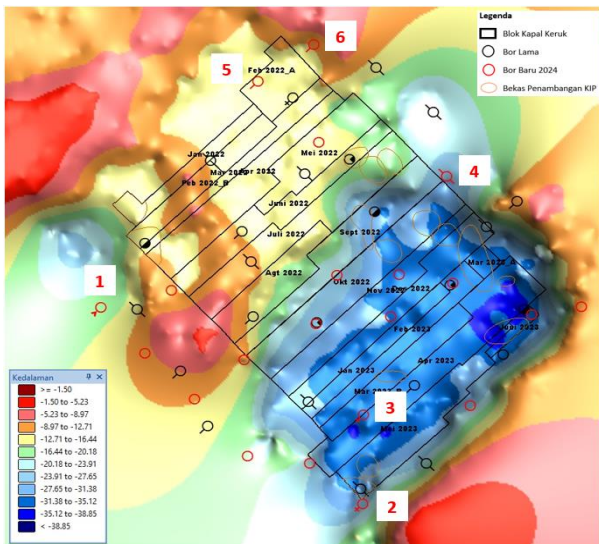 Legenda
Blok Kapal Keruk
Bor Lama
Bor Baru 2024
Bekas Penambangan KIP
6
5
Feb 2022_A
Jan 2022
Mei 2022
Mar 2022
Apr 2022
Feb 2022_B
4
Juni 2022
Juli 2022
Sept 2022
Agt 2022
Mar 2022_A
1
Okt 2022
Nov 2022
Des 2022
Feb 2023
Juni 2023
Jan 2023
Apr 2023
3
Mei 2023
2
Kedalaman
>= -1.50
-1.50 to -5.23
-5.23 to -8.97
-8.97 to -12.71
-12.71 to -16.44
-16.44 to -20.18
-20.18 to -23.91
-23.91 to -27.65
-27.65 to -31.38
-31.38 to -35.12
-35.12 to -38.85
< -38.85